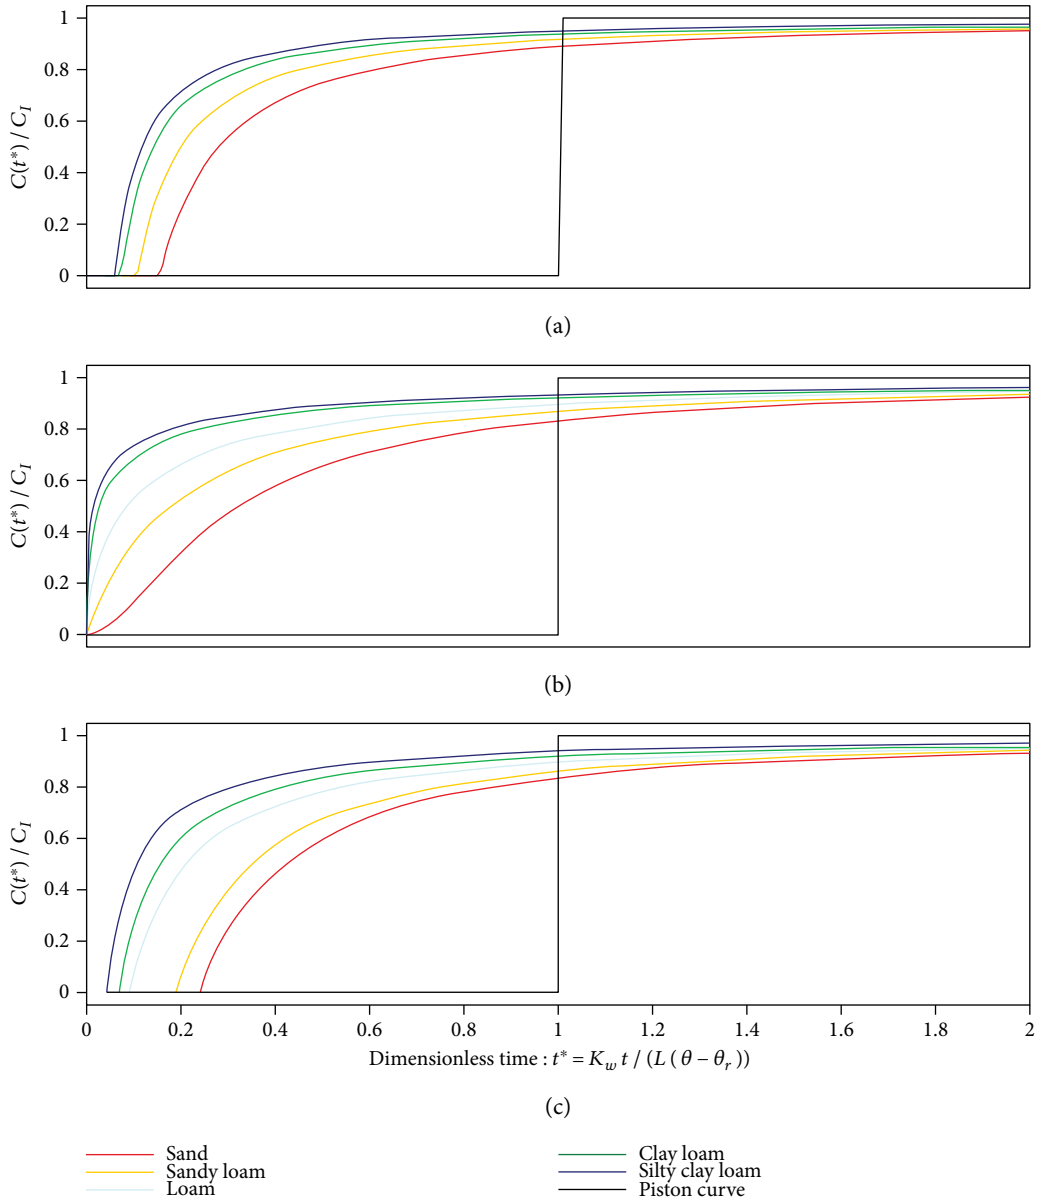 1
0.8
0.6
0.4
0.2
0
C(t*) / C_I
(a)
1
0.8
0.6
0.4
0.2
0
C(t*) / C_I
(b)
1
0.8
0.6
0.4
0.2
0
C(t*) / C_I
0 0.2 0.4 0.6 0.8 1 1.2 1.4 1.6 1.8 2
Dimensionless time : t* = K_w t / (L ( θ − θ_r ))
(c)
Sand
Sandy loam
Loam
Clay loam
Silty clay loam
Piston curve